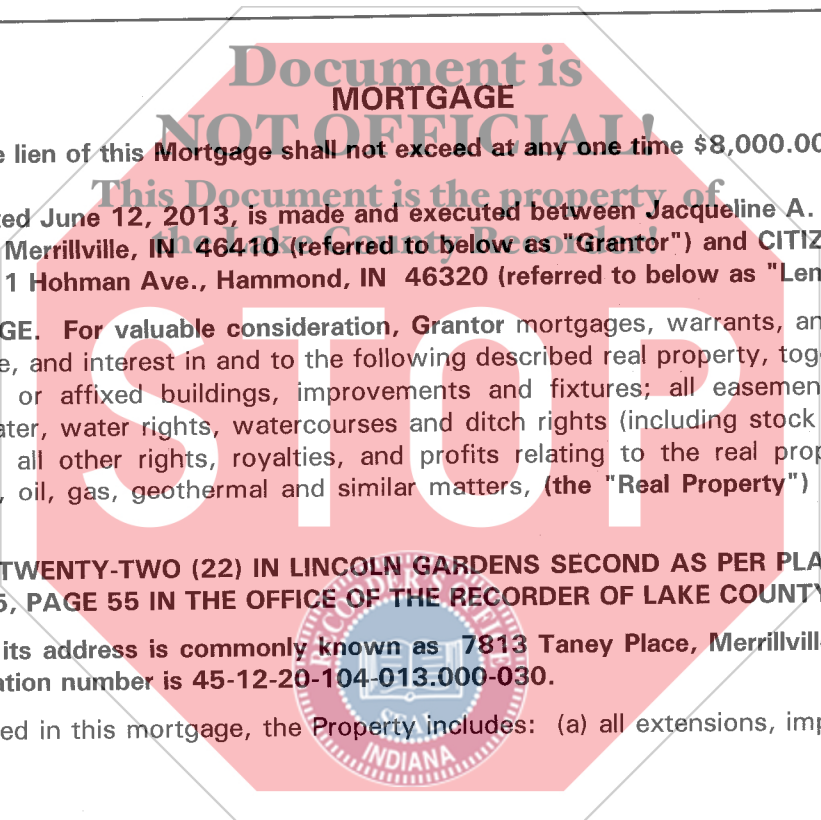 Document is
MORTGAGE
NOT OFFICIAL!
e lien of this Mortgage shall not exceed at any one time $8,000.00
This Document is the property of
ted June 12, 2013, is made and executed between Jacqueline A.
the Lake County Recorder!
Merrillville, IN 46410 (referred to below as "Grantor") and CITIZ
1 Hohman Ave., Hammond, IN 46320 (referred to below as "Len
GE. For valuable consideration, Grantor mortgages, warrants, an
e, and interest in and to the following described real property, tog
or affixed buildings, improvements and fixtures; all easemen
ater, water rights, watercourses and ditch rights (including stock
all other rights, royalties, and profits relating to the real prop
, oil, gas, geothermal and similar matters, (the "Real Property")
STOP
TWENTY-TWO (22) IN LINCOLN GARDENS SECOND AS PER PLA
5, PAGE 55 IN THE OFFICE OF THE RECORDER OF LAKE COUNTY
its address is commonly known as 7813 Taney Place, Merrillvill
ation number is 45-12-20-104-013.000-030.
ed in this mortgage, the Property includes: (a) all extensions, imp
RECORDER'S OFFICE
SEAL
INDIANA